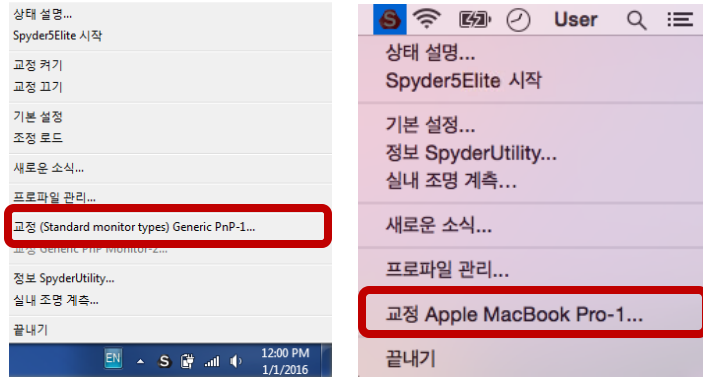 상태 설명...
Spyder5Elite 시작
교정 켜기
교정 끄기
기본 설정
조정 로드
새로운 소식...
프로파일 관리...
교정 (Standard monitor types) Generic PnP-1...
교정 Generic PnP Monitor-2...
정보 SpyderUtility...
실내 조명 계측...
끝내기
EN S 12:00 PM
1/1/2016
S User
상태 설명...
Spyder5Elite 시작
기본 설정...
정보 SpyderUtility...
실내 조명 계측...
새로운 소식...
프로파일 관리...
교정 Apple MacBook Pro-1...
끝내기